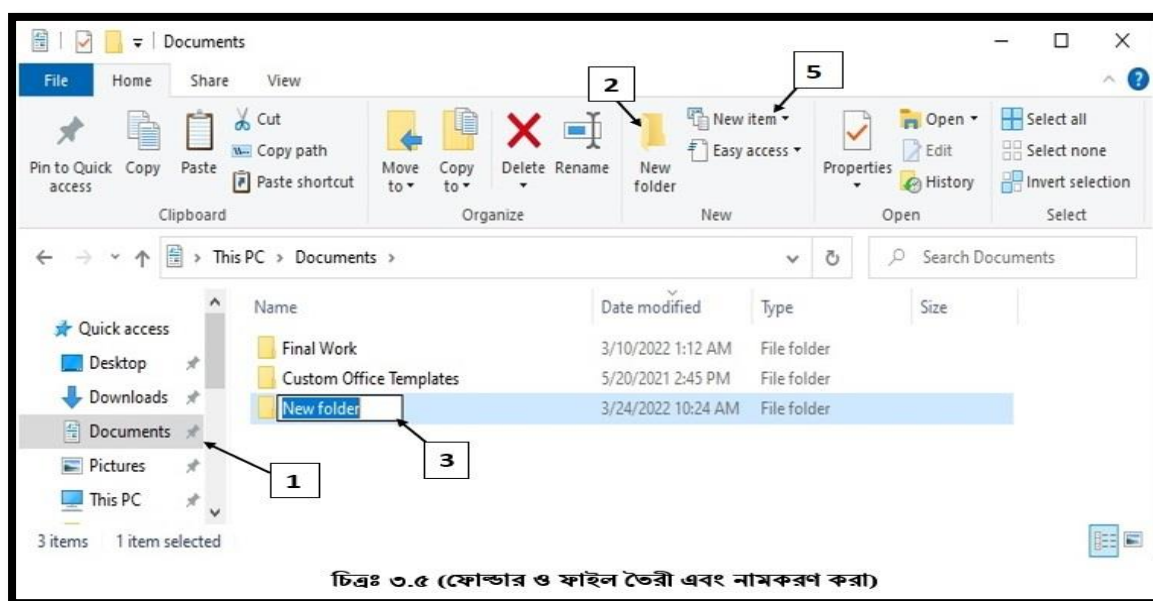 Documents
File Home Share View
2
5
Pin to Quick access
Copy
Paste
Cut
Copy path
Paste shortcut
Clipboard
Move to
Copy to
Delete
Rename
Organize
New folder
New item
Easy access
New
Properties
Open
Edit
History
Open
Select all
Select none
Invert selection
Select
This PC > Documents >
Search Documents
Name Date modified Type Size
Quick access
Desktop
Downloads
Documents
Pictures
This PC
Final Work 3/10/2022 1:12 AM File folder
Custom Office Templates 5/20/2021 2:45 PM File folder
New folder 3/24/2022 10:24 AM File folder
1
3
3 items 1 item selected
চিত্রঃ ৩.৫ (ফোল্ডার ও ফাইল তৈরী এবং নামকরণ করা)